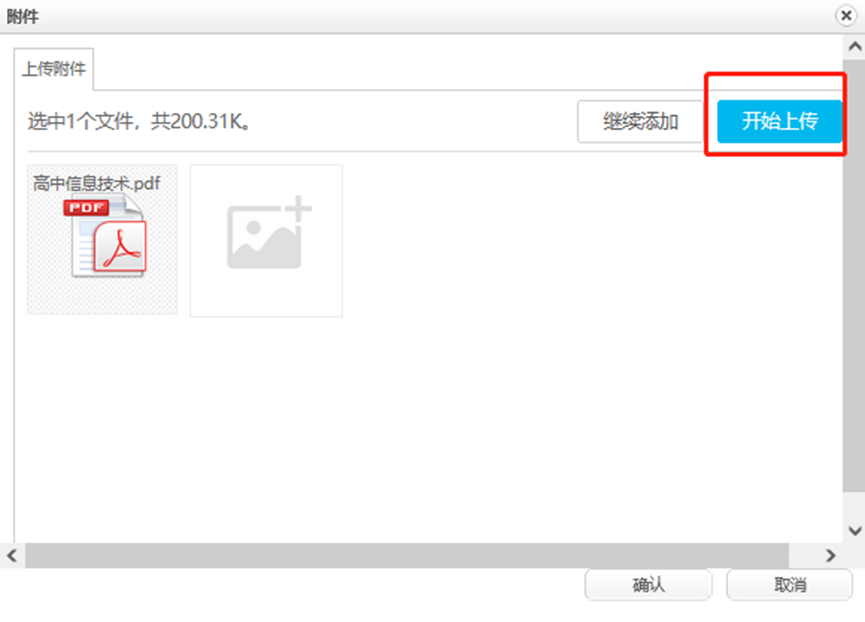 附件
上传附件
选中1个文件，共200.31K。
继续添加
开始上传
高中信息技术.pdf
PDF
确认
取消